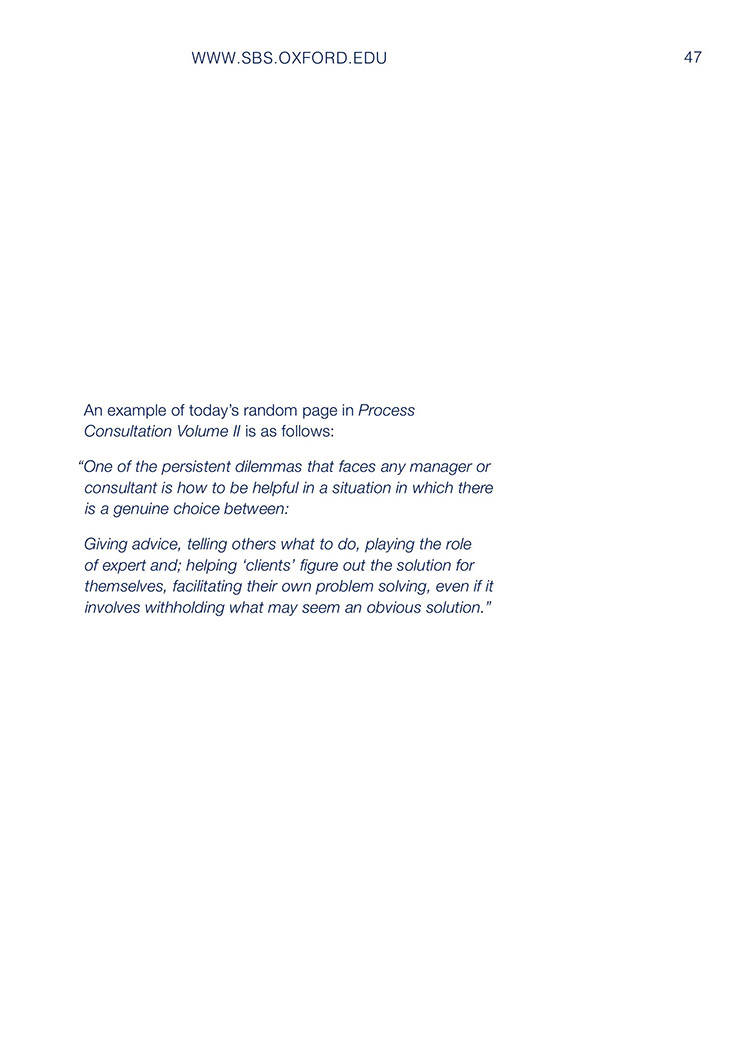 WWW.SBS.OXFORD.EDU 47
An example of today’s random page in Process
Consultation Volume II is as follows:
“One of the persistent dilemmas that faces any manager or
consultant is how to be helpful in a situation in which there
is a genuine choice between:
Giving advice, telling others what to do, playing the role
of expert and; helping ‘clients’ figure out the solution for
themselves, facilitating their own problem solving, even if it
involves withholding what may seem an obvious solution.”